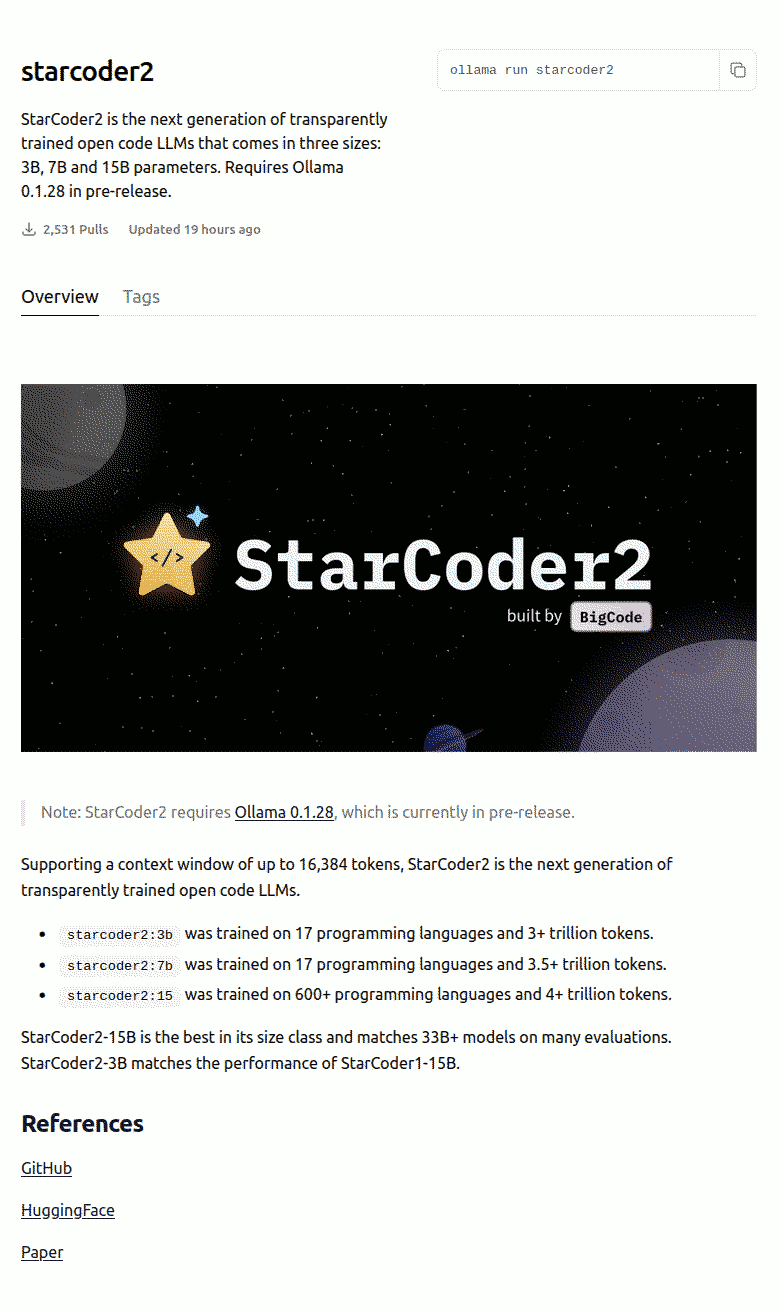 starcoder2
ollama run starcoder2
StarCoder2 is the next generation of transparently
trained open code LLMs that comes in three sizes:
3B, 7B and 15B parameters. Requires Ollama
0.1.28 in pre-release.
2,531 Pulls Updated 19 hours ago
Overview Tags
</>
StarCoder2
built by BigCode
Note: StarCoder2 requires Ollama 0.1.28, which is currently in pre-release.
Supporting a context window of up to 16,384 tokens, StarCoder2 is the next generation of
transparently trained open code LLMs.
• starcoder2:3b was trained on 17 programming languages and 3+ trillion tokens.
• starcoder2:7b was trained on 17 programming languages and 3.5+ trillion tokens.
• starcoder2:15 was trained on 600+ programming languages and 4+ trillion tokens.
StarCoder2-15B is the best in its size class and matches 33B+ models on many evaluations.
StarCoder2-3B matches the performance of StarCoder1-15B.
References
GitHub
HuggingFace
Paper